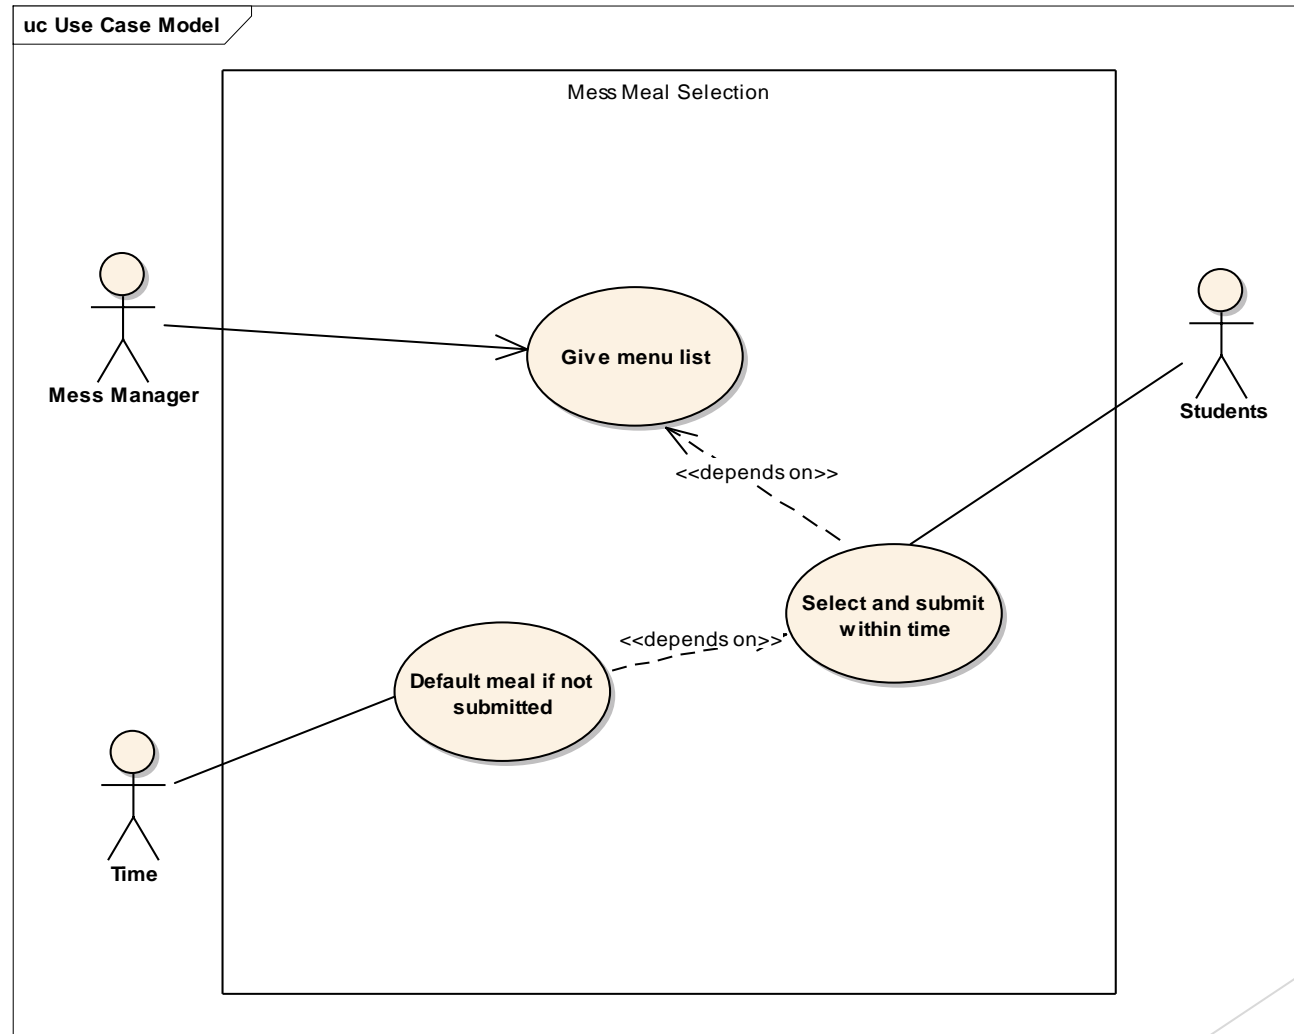 uc Use Case Model
Mess Meal Selection
Mess Manager
Give menu list
Students
<<depends on>>
Select and submit
within time
<<depends on>>
Default meal if not
submitted
Time